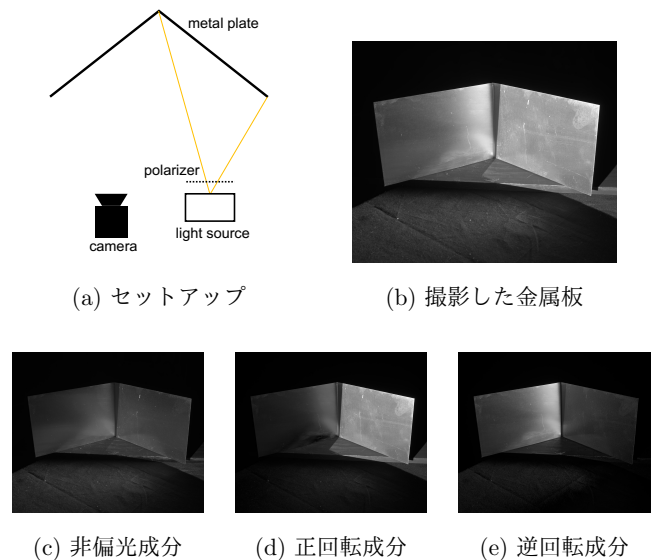 metal plate
polarizer
light source
camera
(a) セットアップ
(b) 撮影した金属板
(c) 非偏光成分
(d) 正回転成分
(e) 逆回転成分